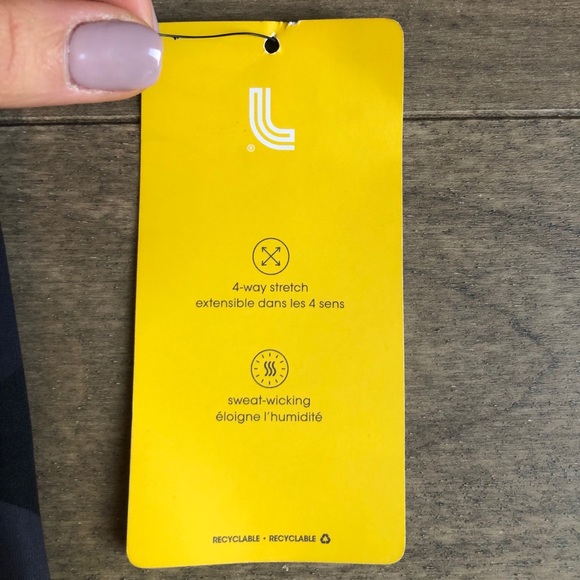 L
®
4-way stretch
extensible dans les 4 sens
sweat-wicking
éloigne l'humidité
RECYCLABLE • RECYCLABLE